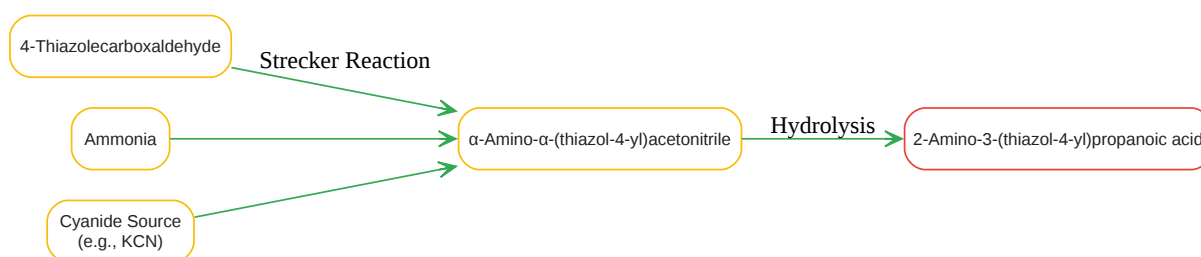 4-Thiazolecarboxaldehyde
Strecker Reaction
Ammonia
α-Amino-α-(thiazol-4-yl)acetonitrile
Hydrolysis
2-Amino-3-(thiazol-4-yl)propanoic acid
Cyanide Source
(e.g., KCN)